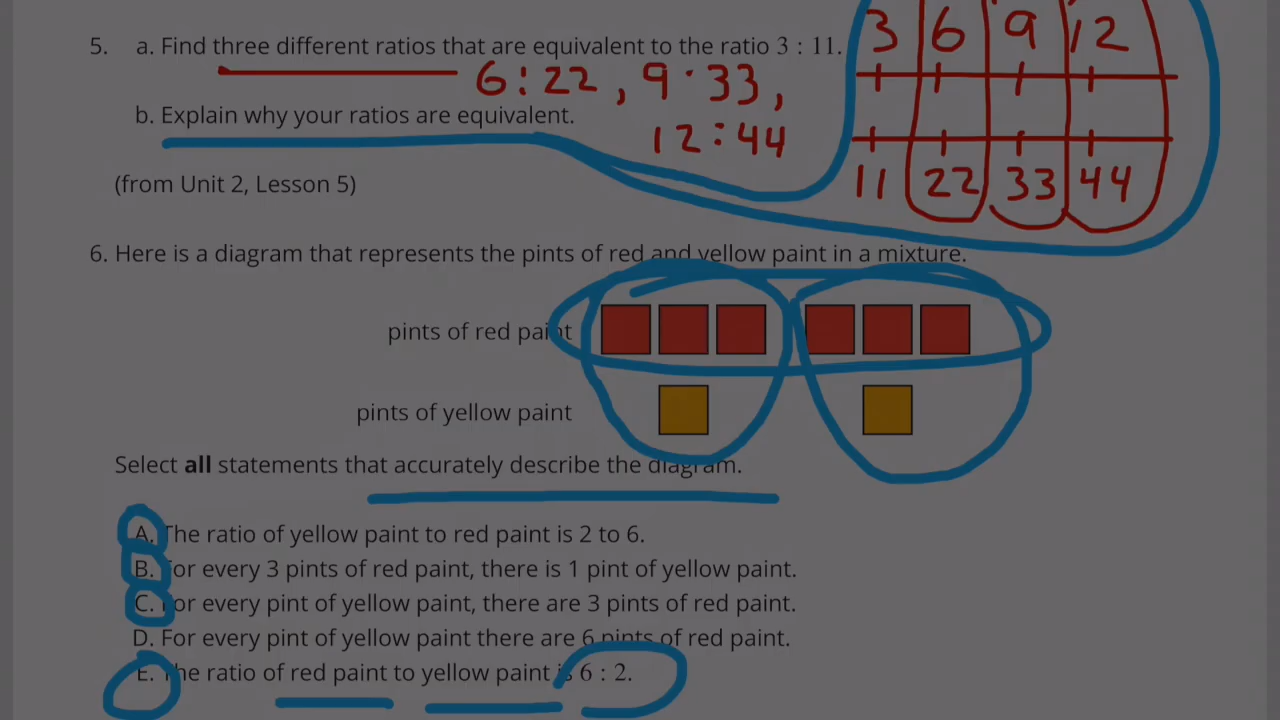 3 6 9 12
5. a. Find three different ratios that are equivalent to the ratio 3 : 11.
6:22, 9·33,
b. Explain why your ratios are equivalent.
12:44
(from Unit 2, Lesson 5)
11 22 33 44
6. Here is a diagram that represents the pints of red and yellow paint in a mixture.
pints of red paint
pints of yellow paint
Select all statements that accurately describe the diagram.
A. The ratio of yellow paint to red paint is 2 to 6.
B. For every 3 pints of red paint, there is 1 pint of yellow paint.
C. For every pint of yellow paint, there are 3 pints of red paint.
D. For every pint of yellow paint there are 6 pints of red paint.
E. The ratio of red paint to yellow paint is 6 : 2.